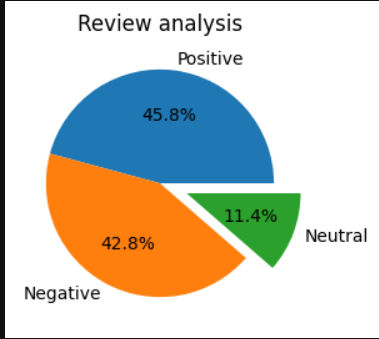 Review analysis
Positive
45.8%
11.4%
Neutral
42.8%
Negative